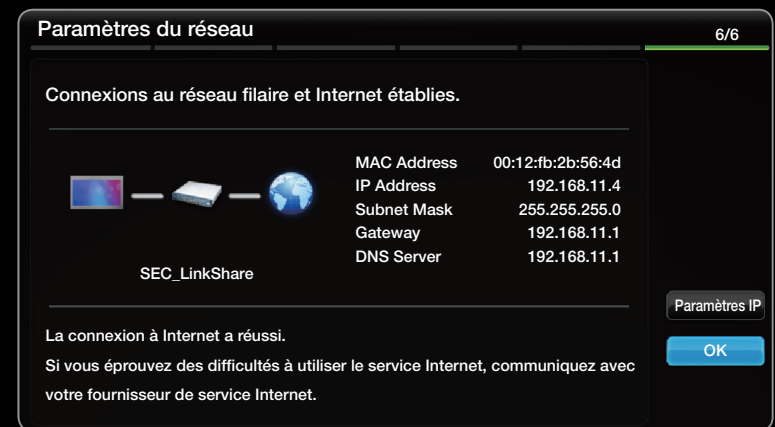 Paramètres du réseau
6/6
Connexions au réseau filaire et Internet établies.
MAC Address 00:12:fb:2b:56:4d
IP Address 192.168.11.4
Subnet Mask 255.255.255.0
Gateway 192.168.11.1
DNS Server 192.168.11.1
SEC_LinkShare
La connexion à Internet a réussi.
Si vous éprouvez des difficultés à utiliser le service Internet, communiquez avec
votre fournisseur de service Internet.
Paramètres IP
OK